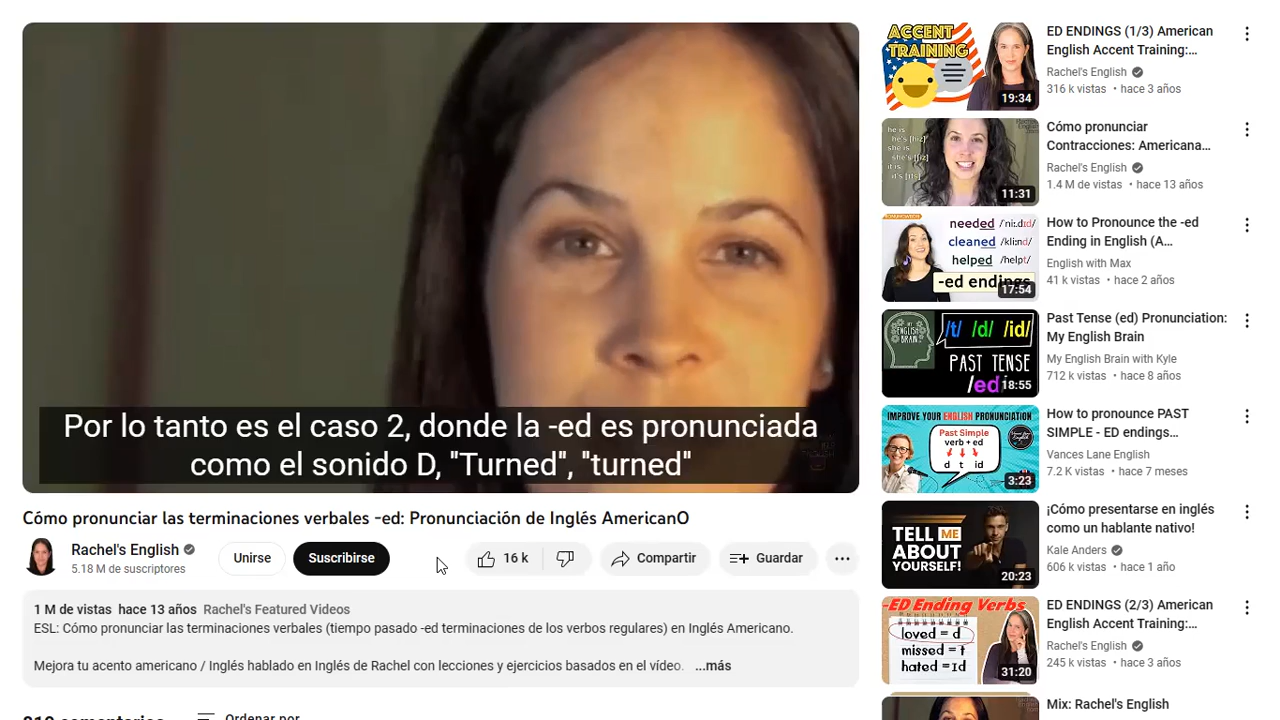 Por lo tanto es el caso 2, donde la -ed es pronunciada
como el sonido D, "Turned", "turned"
Cómo pronunciar las terminaciones verbales -ed: Pronunciación de Inglés AmericanO
Rachel's English
5.18 M de suscriptores
Unirse
Suscribirse
16 k
Compartir
Guardar
1 M de vistas hace 13 años Rachel's Featured Videos
ESL: Cómo pronunciar las terminaciones verbales (tiempo pasado -ed terminaciones de los verbos regulares) en Inglés Americano.
Mejora tu acento americano / Inglés hablado en Inglés de Rachel con lecciones y ejercicios basados en el vídeo. ...más
Ordenar por
ACCENT
TRAINING
19:34
ED ENDINGS (1/3) American
English Accent Training:...
Rachel's English
316 k vistas • hace 3 años
he is
he's [hiz]
she is
she's [ʃiz]
it is
it's [ɪts]
11:31
Cómo pronunciar
Contracciones: Americana...
Rachel's English
1.4 M de vistas • hace 13 años
needed /ˈniːdɪd/
cleaned /kliːnd/
helped /helpt/
-ed endings
17:54
How to Pronounce the -ed
Ending in English (A...
English with Max
41 k vistas • hace 2 años
MY ENGLISH BRAIN
/t/ /d/ /id/
PAST TENSE
/ed
18:55
Past Tense (ed) Pronunciation:
My English Brain
My English Brain with Kyle
712 k vistas • hace 8 años
IMPROVE YOUR ENGLISH PRONUNCIATION
Past Simple
verb + ed
d t id
3:23
How to pronounce PAST
SIMPLE - ED endings...
Vances Lane English
7.2 K vistas • hace 7 meses
TELL ME
ABOUT
YOURSELF!
20:23
¡Cómo presentarse en inglés
como un hablante nativo!
Kale Anders
606 k vistas • hace 1 año
-ED Ending Verbs
loved = d
missed = t
hated = ɪd
31:20
ED ENDINGS (2/3) American
English Accent Training:...
Rachel's English
245 k vistas • hace 3 años
Mix: Rachel's English